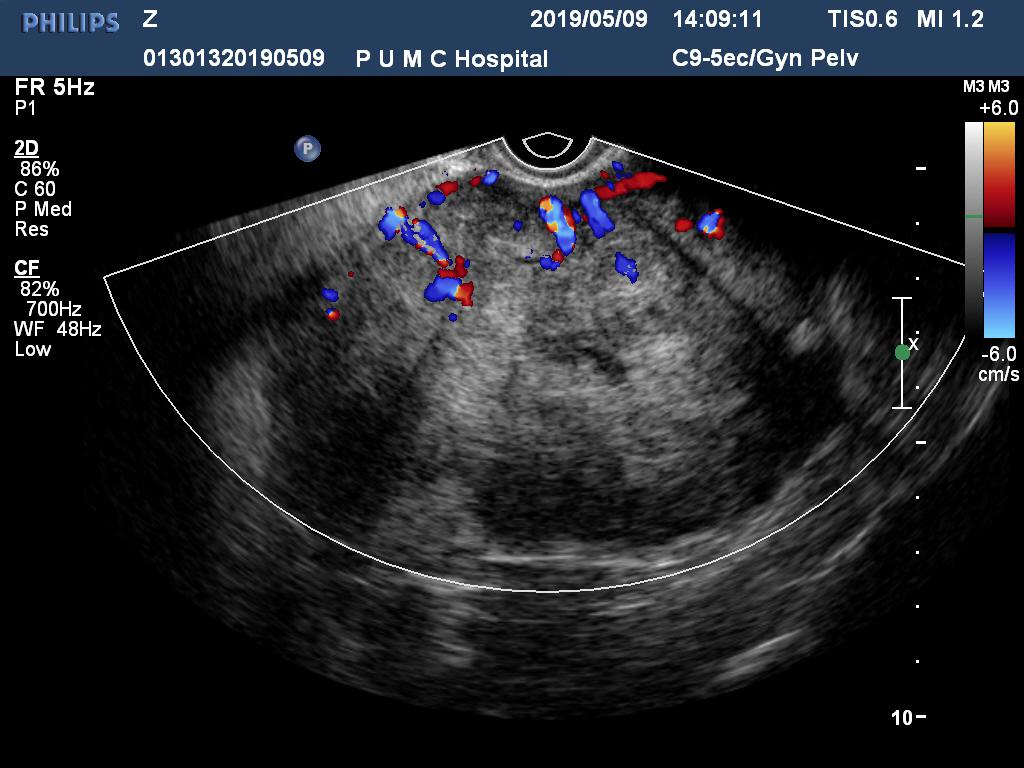 PHILIPS Z 2019/05/09 14:09:11 TIS0.6 MI 1.2
01301320190509 P U M C Hospital C9-5ec/Gyn Pelv
FR 5Hz
P1
M3 M3
+6.0
P
2D
86%
C 60
P Med
Res
CF
82%
700Hz
WF 48Hz
Low
x
-6.0
cm/s
10